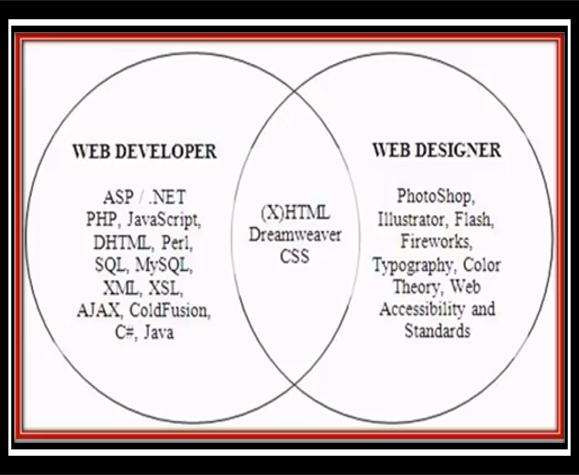 WEB DEVELOPER
ASP / .NET
PHP, JavaScript,
DHTML, Perl,
SQL, MySQL,
XML, XSL,
AJAX, ColdFusion,
C#, Java
(X)HTML
Dreamweaver
CSS
WEB DESIGNER
PhotoShop,
Illustrator, Flash,
Fireworks,
Typography, Color
Theory, Web
Accessibility and
Standards